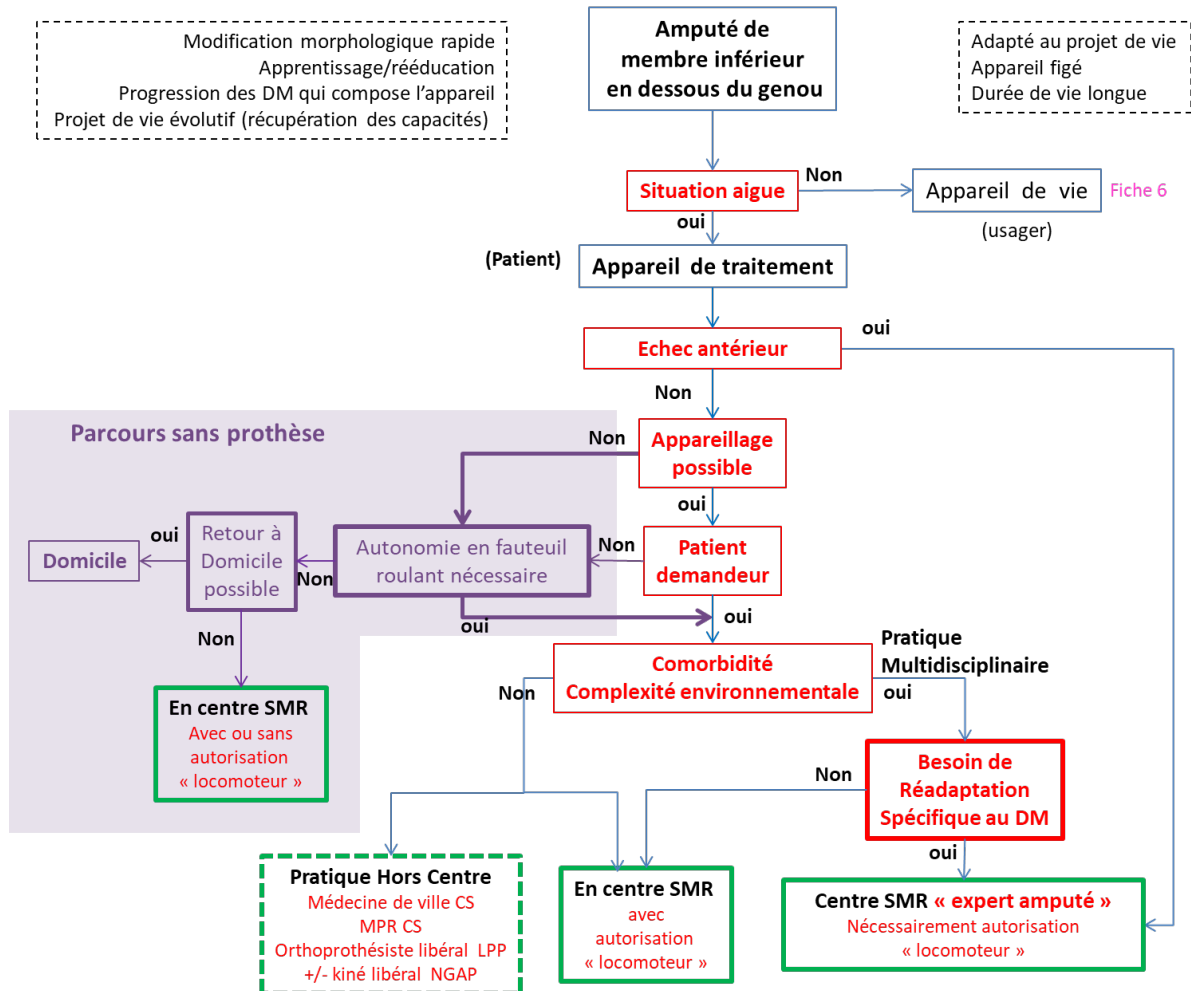 Modification morphologique rapide
Apprentissage/rééducation
Progression des DM qui compose l’appareil
Projet de vie évolutif (récupération des capacités)
Amputé de
membre inférieur
en dessous du genou
Adapté au projet de vie
Appareil figé
Durée de vie longue
Situation aigue
Non
Appareil de vie
Fiche 6
(usager)
oui
(Patient)
Appareil de traitement
Echec antérieur
oui
Non
Parcours sans prothèse
Non
Appareillage
possible
oui
Domicile
oui
Retour à
Domicile
possible
Non
Autonomie en fauteuil
roulant nécessaire
Non
Patient
demandeur
oui
oui
Non
En centre SMR
Avec ou sans
autorisation
« locomoteur »
Non
Comorbidité
Complexité environnementale
Pratique
Multidisciplinaire
oui
Non
Besoin de
Réadaptation
Spécifique au DM
oui
Pratique Hors Centre
Médecine de ville CS
MPR CS
Orthoprothésiste libéral LPP
+/- kiné libéral NGAP
En centre SMR
avec
autorisation
« locomoteur »
Centre SMR « expert amputé »
Nécessairement autorisation
« locomoteur »